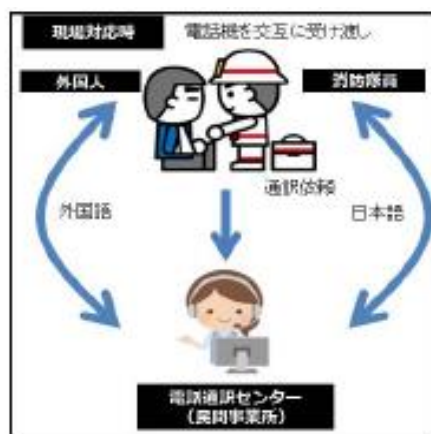 現場対応時
電話機を交互に受け渡し
外国人
消防隊員
通訳依頼
外国語
日本語
電話通訳センター
(民間事業所)